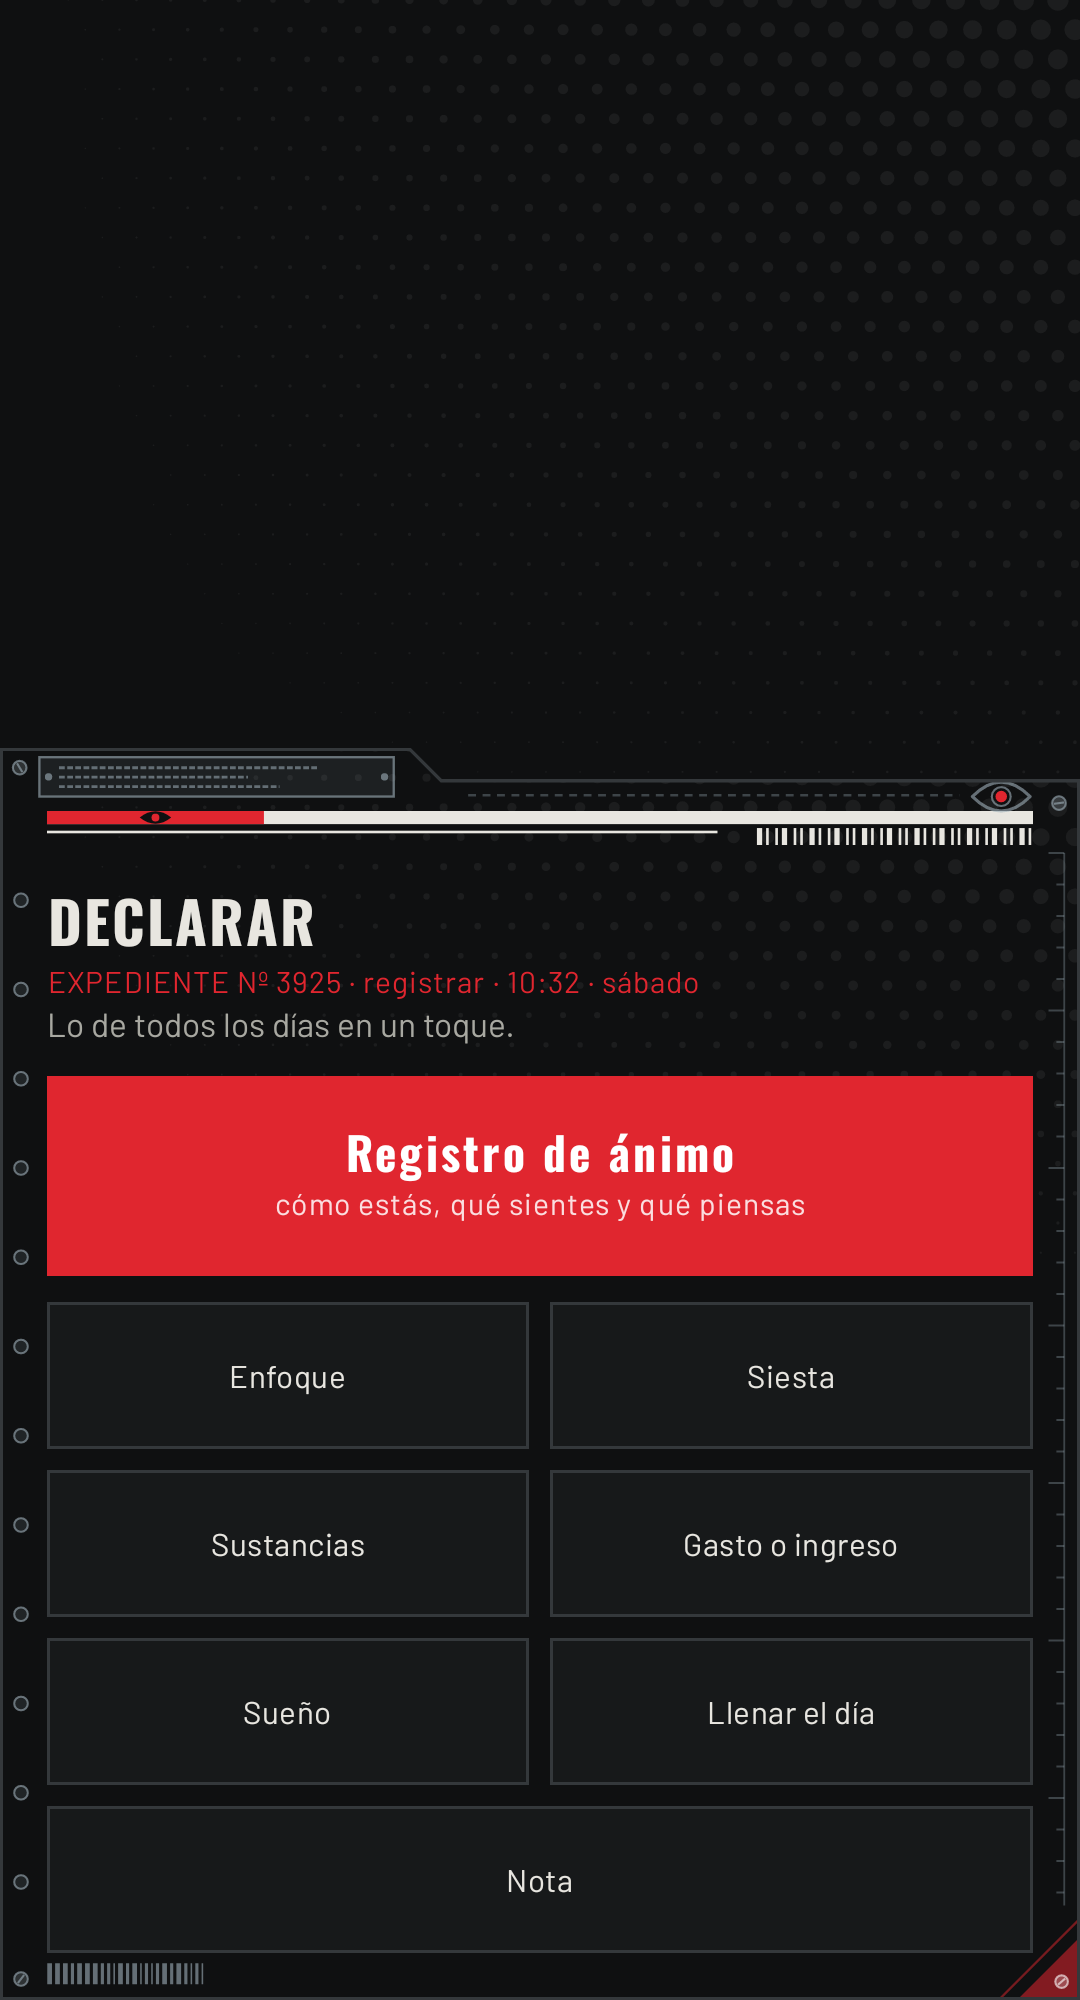 DECLARAR
EXPEDIENTE Nº 3925 · registrar · 10:32 · sábado
Lo de todos los días en un toque.
Registro de ánimo
cómo estás, qué sientes y qué piensas
Enfoque
Siesta
Sustancias
Gasto o ingreso
Sueño
Llenar el día
Nota